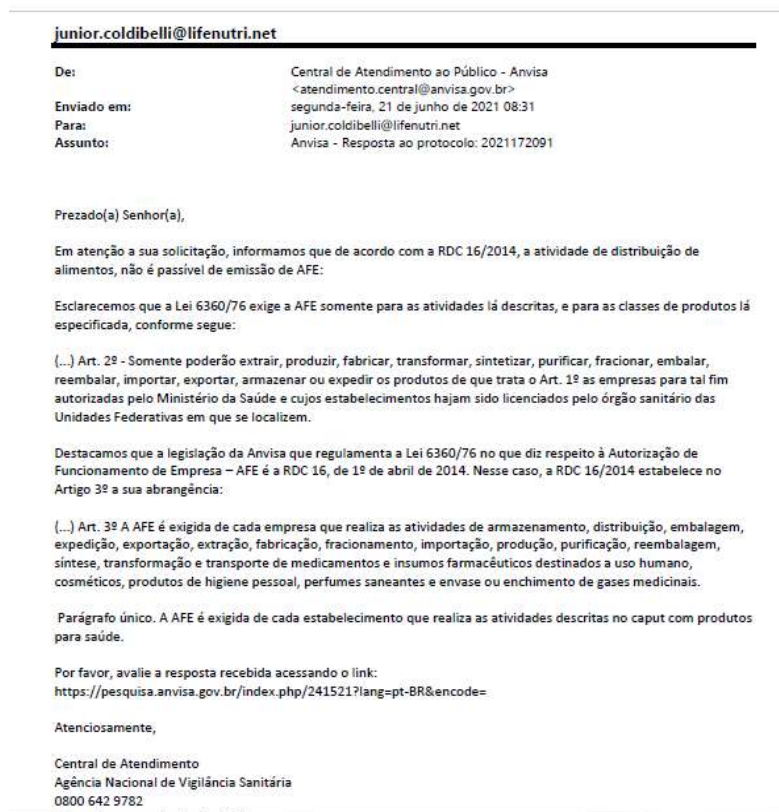 junior.coldibelli@lifenutri.net
De: Central de Atendimento ao Público - Anvisa
<atendimento.central@anvisa.gov.br>
Enviado em: segunda-feira, 21 de junho de 2021 08:31
Para: junior.coldibelli@lifenutri.net
Assunto: Anvisa - Resposta ao protocolo: 2021172091
Prezado(a) Senhor(a),
Em atenção a sua solicitação, informamos que de acordo com a RDC 16/2014, a atividade de distribuição de
alimentos, não é passível de emissão de AFE:
Esclarecemos que a Lei 6360/76 exige a AFE somente para as atividades lá descritas, e para as classes de produtos lá
especificada, conforme segue:
(...) Art. 2º - Somente poderão extrair, produzir, fabricar, transformar, sintetizar, purificar, fracionar, embalar,
reembalar, importar, exportar, armazenar ou expedir os produtos de que trata o Art. 1º as empresas para tal fim
autorizadas pelo Ministério da Saúde e cujos estabelecimentos hajam sido licenciados pelo órgão sanitário das
Unidades Federativas em que se localizem.
Destacamos que a legislação da Anvisa que regulamenta a Lei 6360/76 no que diz respeito à Autorização de
Funcionamento de Empresa – AFE é a RDC 16, de 1º de abril de 2014. Nesse caso, a RDC 16/2014 estabelece no
Artigo 3º a sua abrangência:
(...) Art. 3º A AFE é exigida de cada empresa que realiza as atividades de armazenamento, distribuição, embalagem,
expedição, exportação, extração, fabricação, fracionamento, importação, produção, purificação, reembalagem,
síntese, transformação e transporte de medicamentos e insumos farmacêuticos destinados a uso humano,
cosméticos, produtos de higiene pessoal, perfumes saneantes e envase ou enchimento de gases medicinais.
Parágrafo único. A AFE é exigida de cada estabelecimento que realiza as atividades descritas no caput com produtos
para saúde.
Por favor, avalie a resposta recebida acessando o link:
https://pesquisa.anvisa.gov.br/index.php/241521?lang=pt-BR&encode=
Atenciosamente,
Central de Atendimento
Agência Nacional de Vigilância Sanitária
0800 642 9782